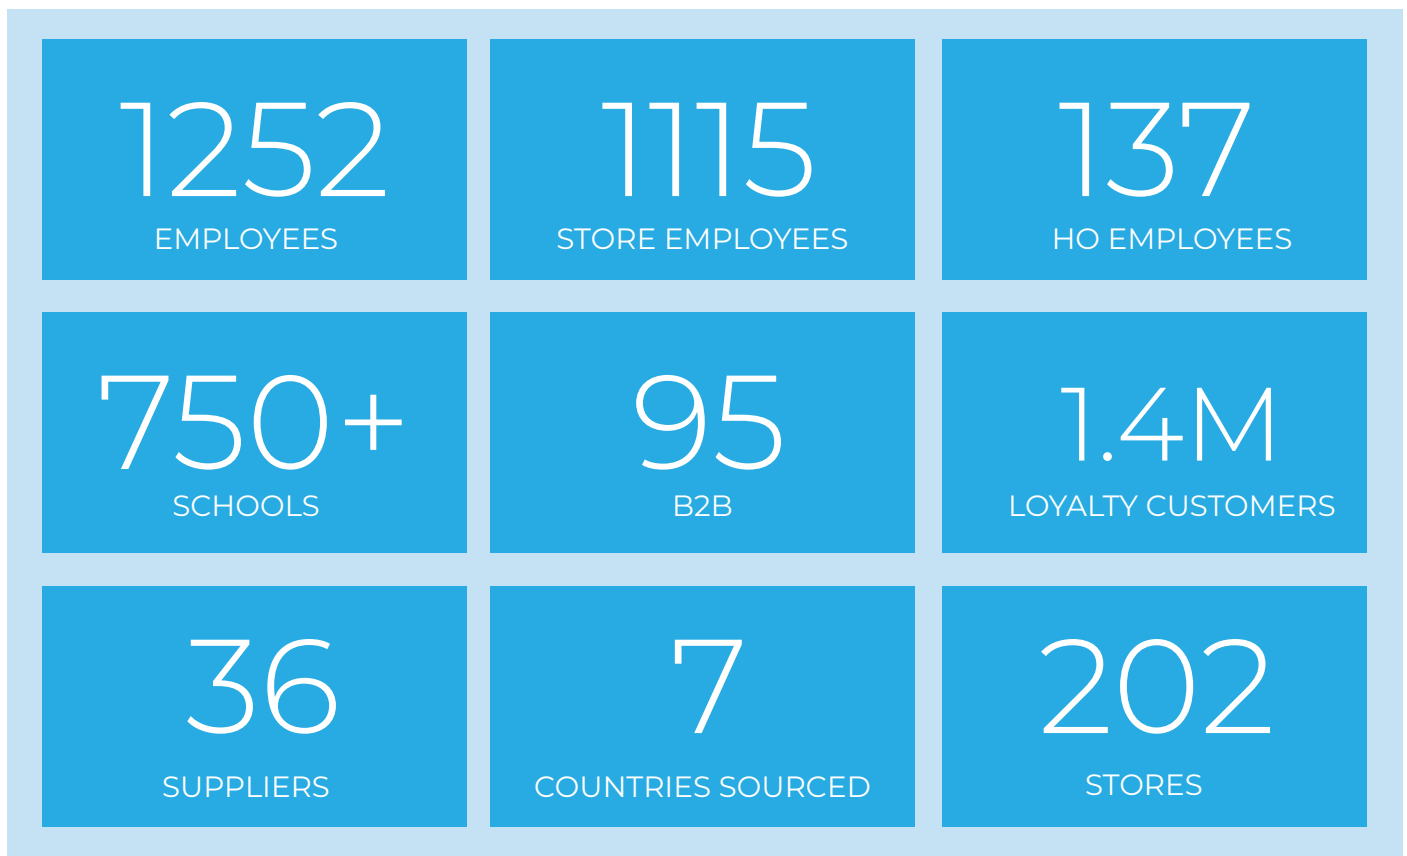 1252
EMPLOYEES
1115
STORE EMPLOYEES
137
HO EMPLOYEES
750+
SCHOOLS
95
B2B
1.4M
LOYALTY CUSTOMERS
36
SUPPLIERS
7
COUNTRIES SOURCED
202
STORES